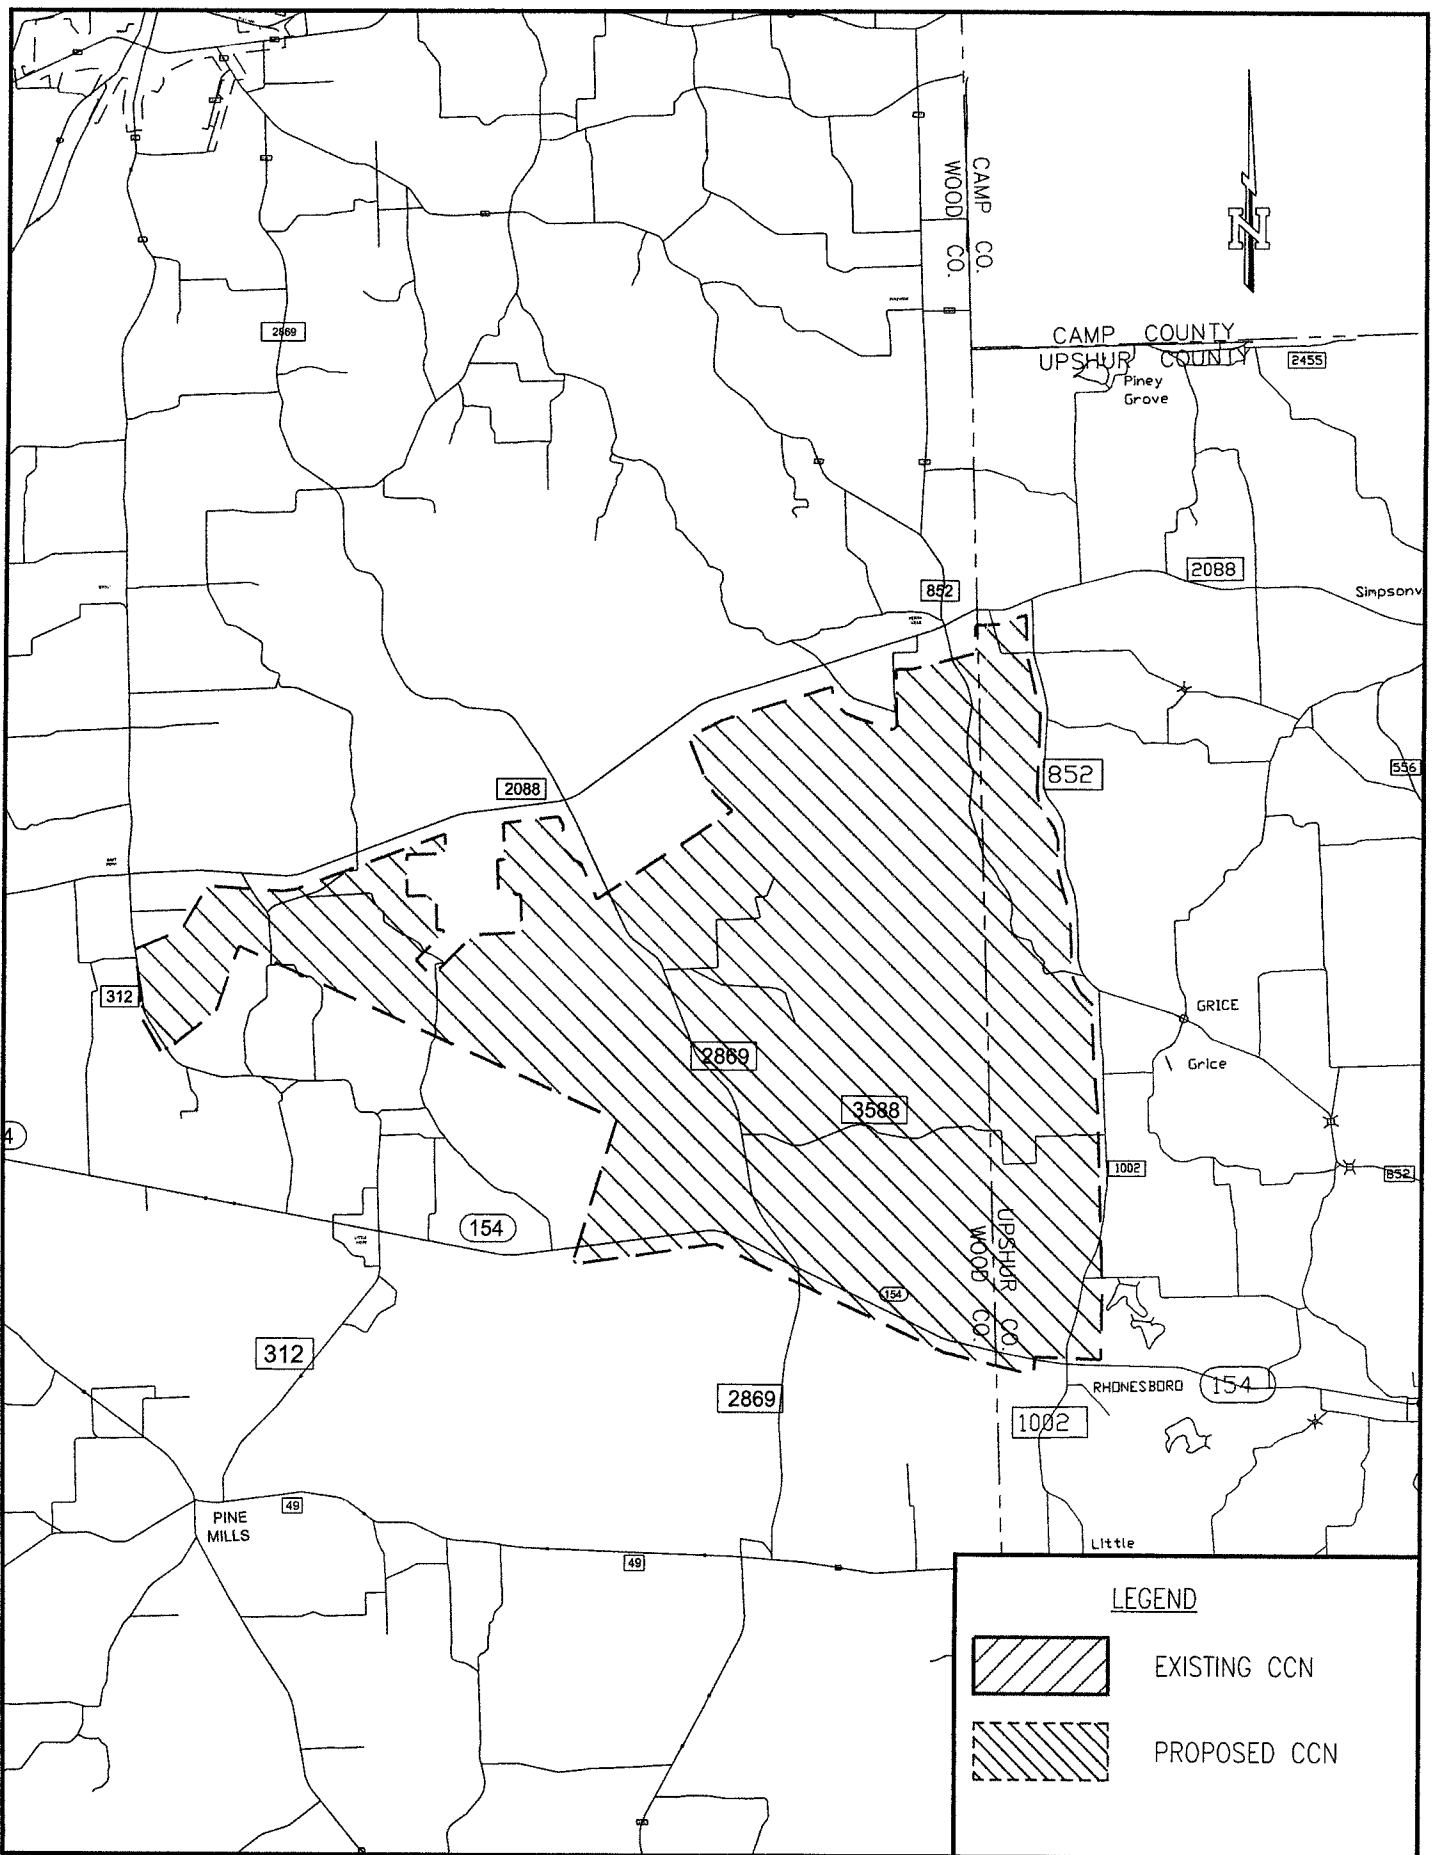 CAMP CO.
WOOD CO.
N
CAMP COUNTY
UPSHUR COUNTY
2455
Piney
Grove
2869
2088
852
Simpsonv
852
556
2088
312
GRICE
Grice
2869
3588
1002
852
4
154
UPSHUR CO.
WOOD CO.
154
312
2869
RHONESBORO
154
1002
49
PINE
MILLS
49
Little
LEGEND
EXISTING CCN
PROPOSED CCN